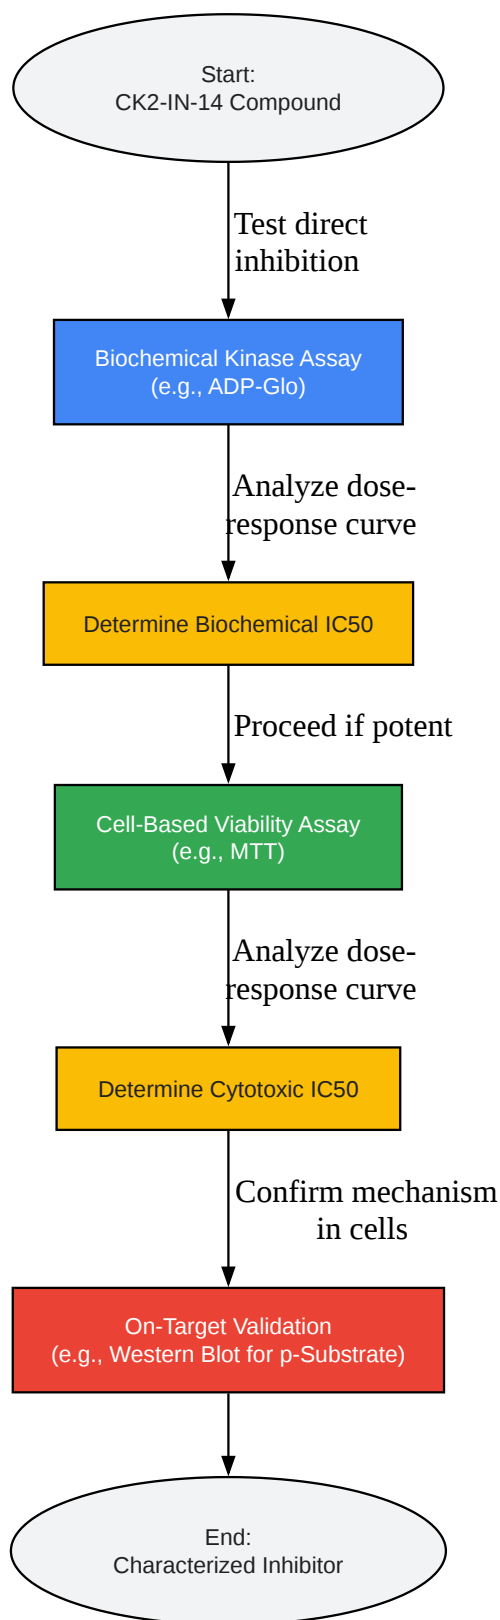 Start:
CK2-IN-14 Compound
Test direct
inhibition
Biochemical Kinase Assay
(e.g., ADP-Glo)
Analyze dose-
response curve
Determine Biochemical IC50
Proceed if potent
Cell-Based Viability Assay
(e.g., MTT)
Analyze dose-
response curve
Determine Cytotoxic IC50
Confirm mechanism
in cells
On-Target Validation
(e.g., Western Blot for p-Substrate)
End:
Characterized Inhibitor